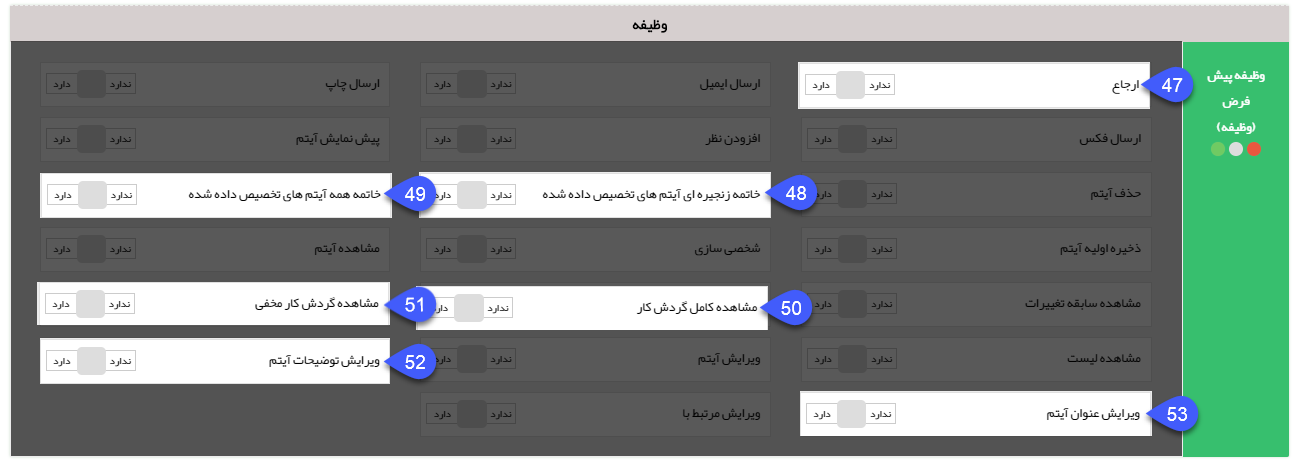 وظیفه
وظیفه پیش
فرض
(وظیفه)
47 ارجاع ندارد دارد
ارسال ایمیل ندارد دارد
ارسال چاپ ندارد دارد
ارسال فکس ندارد دارد
افزودن نظر ندارد دارد
پیش نمایش آیتم ندارد دارد
حذف آیتم ندارد دارد
48 خاتمه زنجیره ای آیتم های تخصیص داده شده ندارد دارد
49 خاتمه همه آیتم های تخصیص داده شده ندارد دارد
ذخیره اولیه آیتم ندارد دارد
شخصی سازی ندارد دارد
مشاهده آیتم ندارد دارد
مشاهده سابقه تغییرات ندارد دارد
50 مشاهده کامل گردش کار ندارد دارد
51 مشاهده گردش کار مخفی ندارد دارد
مشاهده لیست ندارد دارد
ویرایش آیتم ندارد دارد
52 ویرایش توضیحات آیتم ندارد دارد
53 ویرایش عنوان آیتم ندارد دارد
ویرایش مرتبط با ندارد دارد